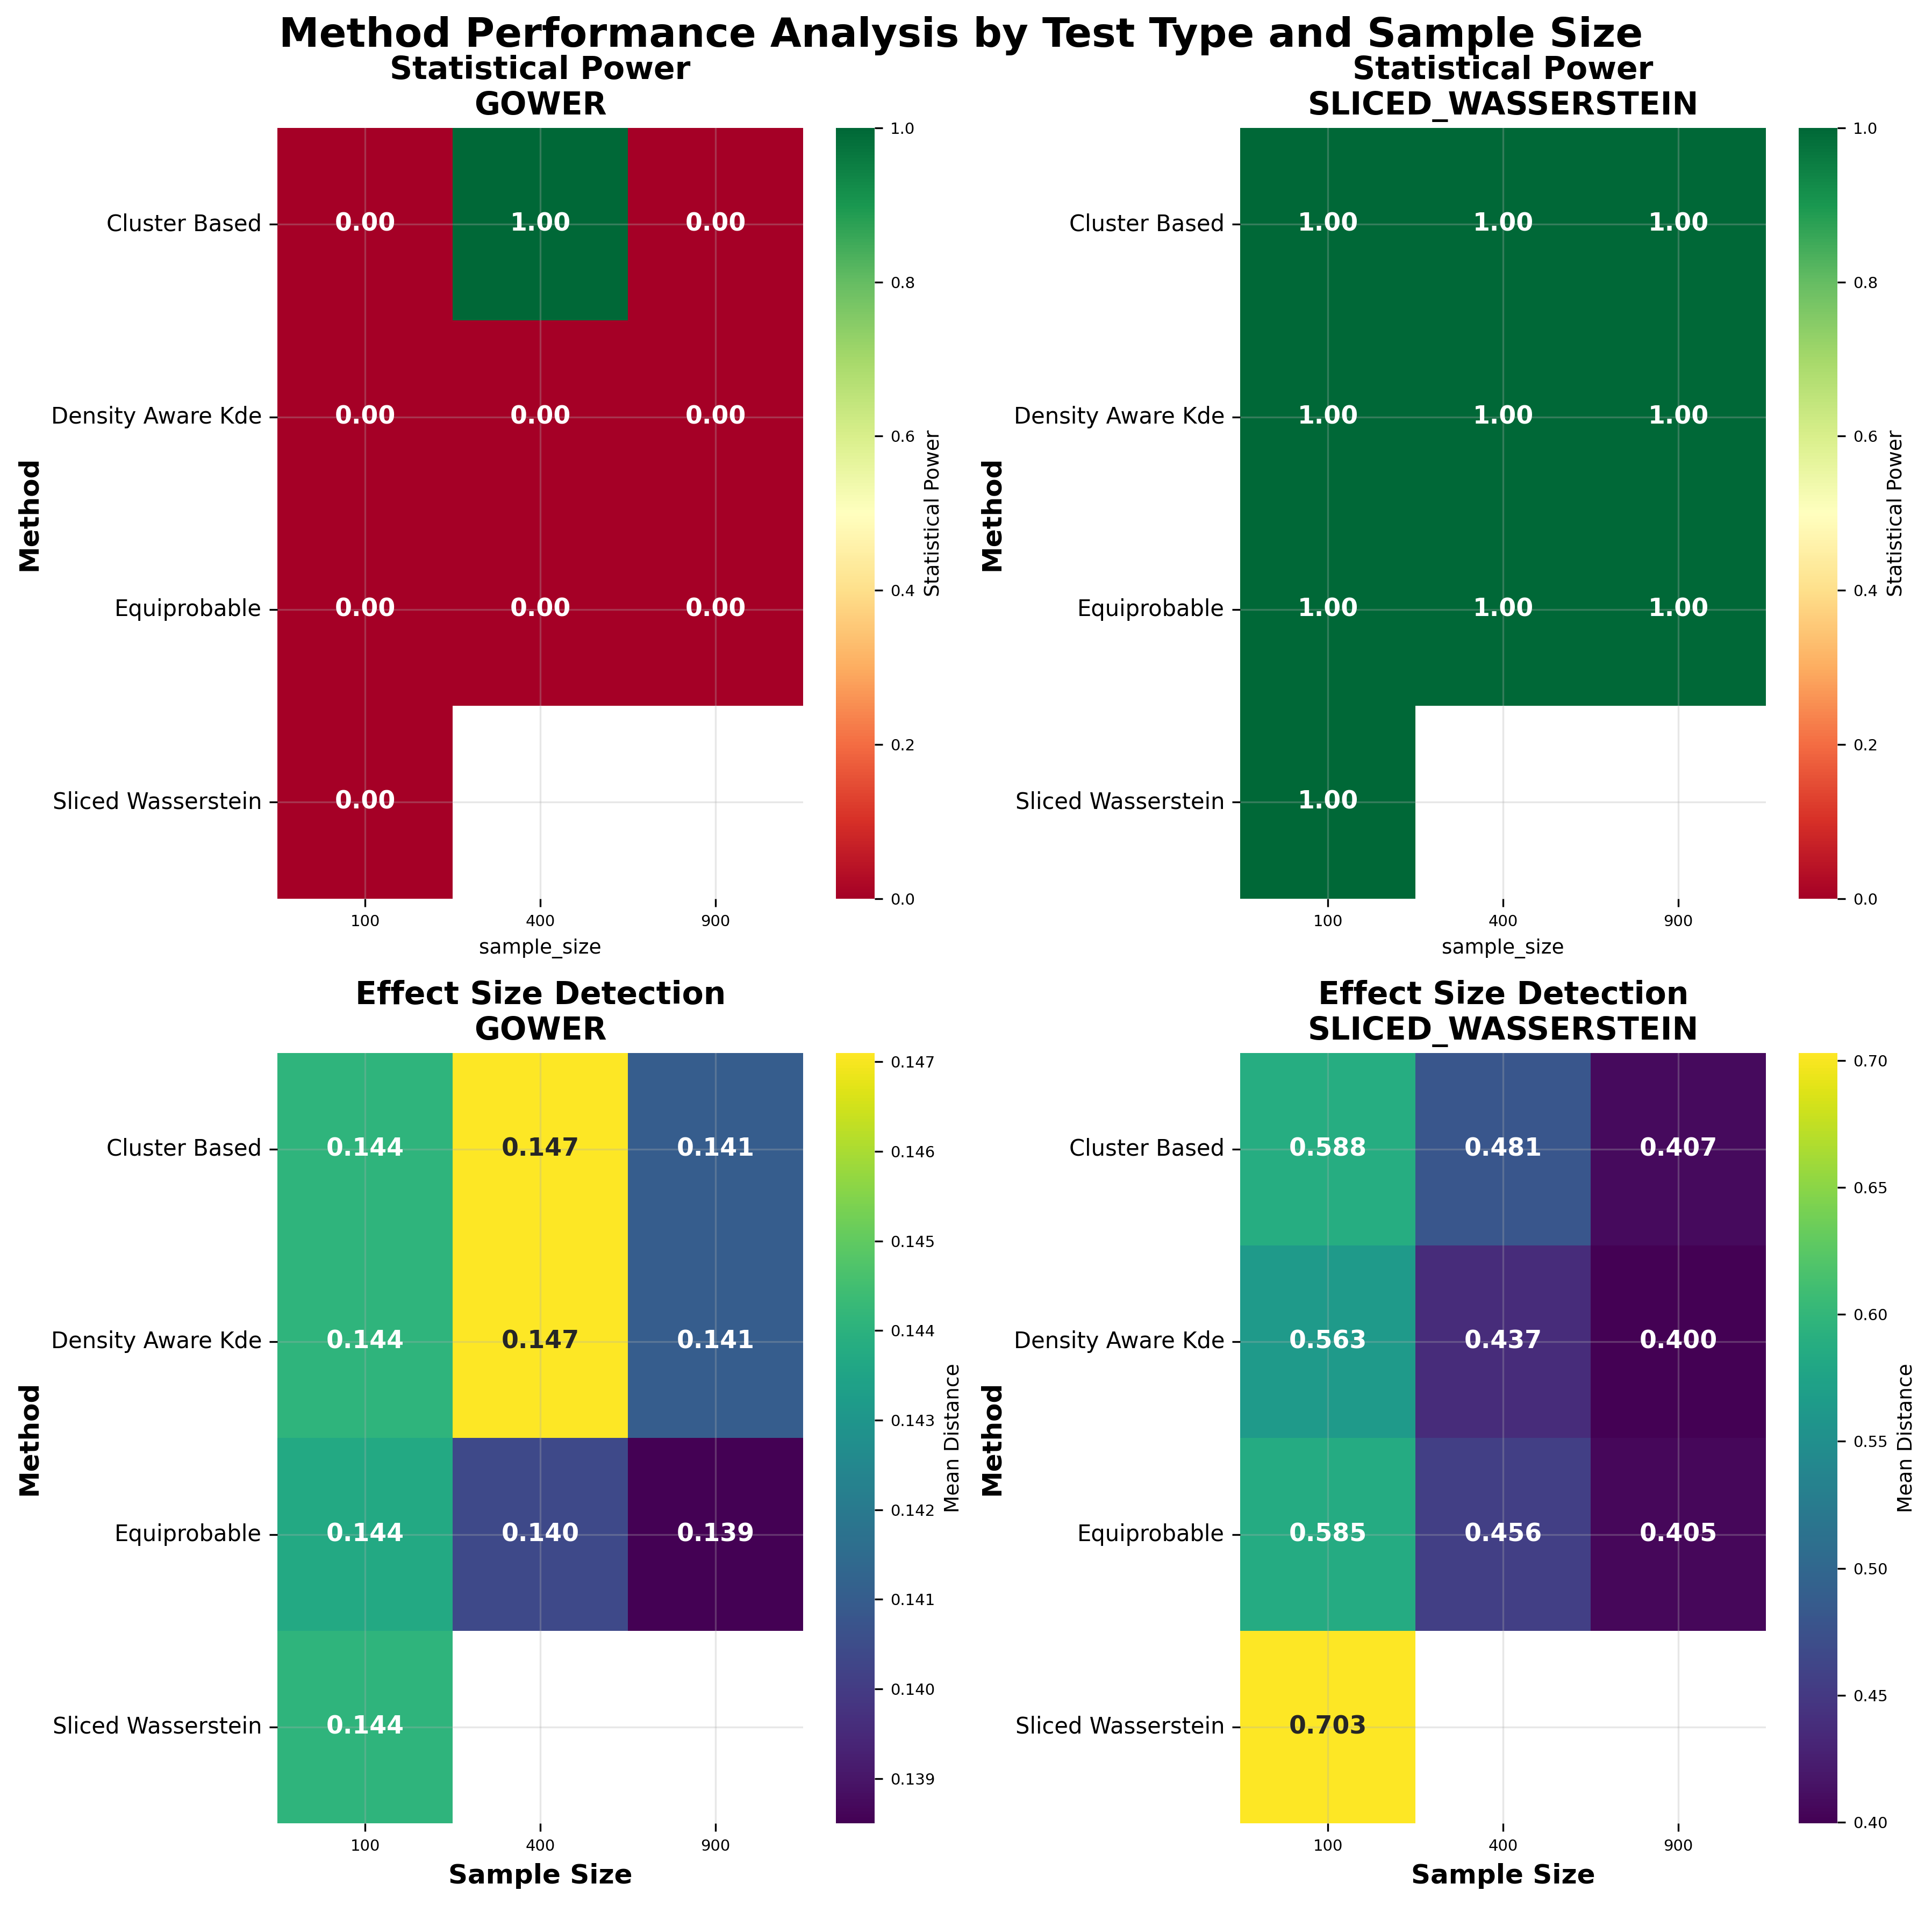 Method Performance Analysis by Test Type and Sample Size
Statistical Power
GOWER
Method
Cluster Based
0.00 1.00 0.00
Density Aware Kde
0.00 0.00 0.00
Equiprobable
0.00 0.00 0.00
Sliced Wasserstein
0.00
100 400 900
sample_size
1.0
0.8
0.6
0.4
0.2
0.0
Statistical Power
Statistical Power
SLICED_WASSERSTEIN
Method
Cluster Based
1.00 1.00 1.00
Density Aware Kde
1.00 1.00 1.00
Equiprobable
1.00 1.00 1.00
Sliced Wasserstein
1.00
100 400 900
sample_size
1.0
0.8
0.6
0.4
0.2
0.0
Statistical Power
Effect Size Detection
GOWER
Method
Cluster Based
0.144 0.147 0.141
Density Aware Kde
0.144 0.147 0.141
Equiprobable
0.144 0.140 0.139
Sliced Wasserstein
0.144
100 400 900
Sample Size
0.147
0.146
0.145
0.144
0.143
0.142
0.141
0.140
0.139
Mean Distance
Effect Size Detection
SLICED_WASSERSTEIN
Method
Cluster Based
0.588 0.481 0.407
Density Aware Kde
0.563 0.437 0.400
Equiprobable
0.585 0.456 0.405
Sliced Wasserstein
0.703
100 400 900
Sample Size
0.70
0.65
0.60
0.55
0.50
0.45
0.40
Mean Distance